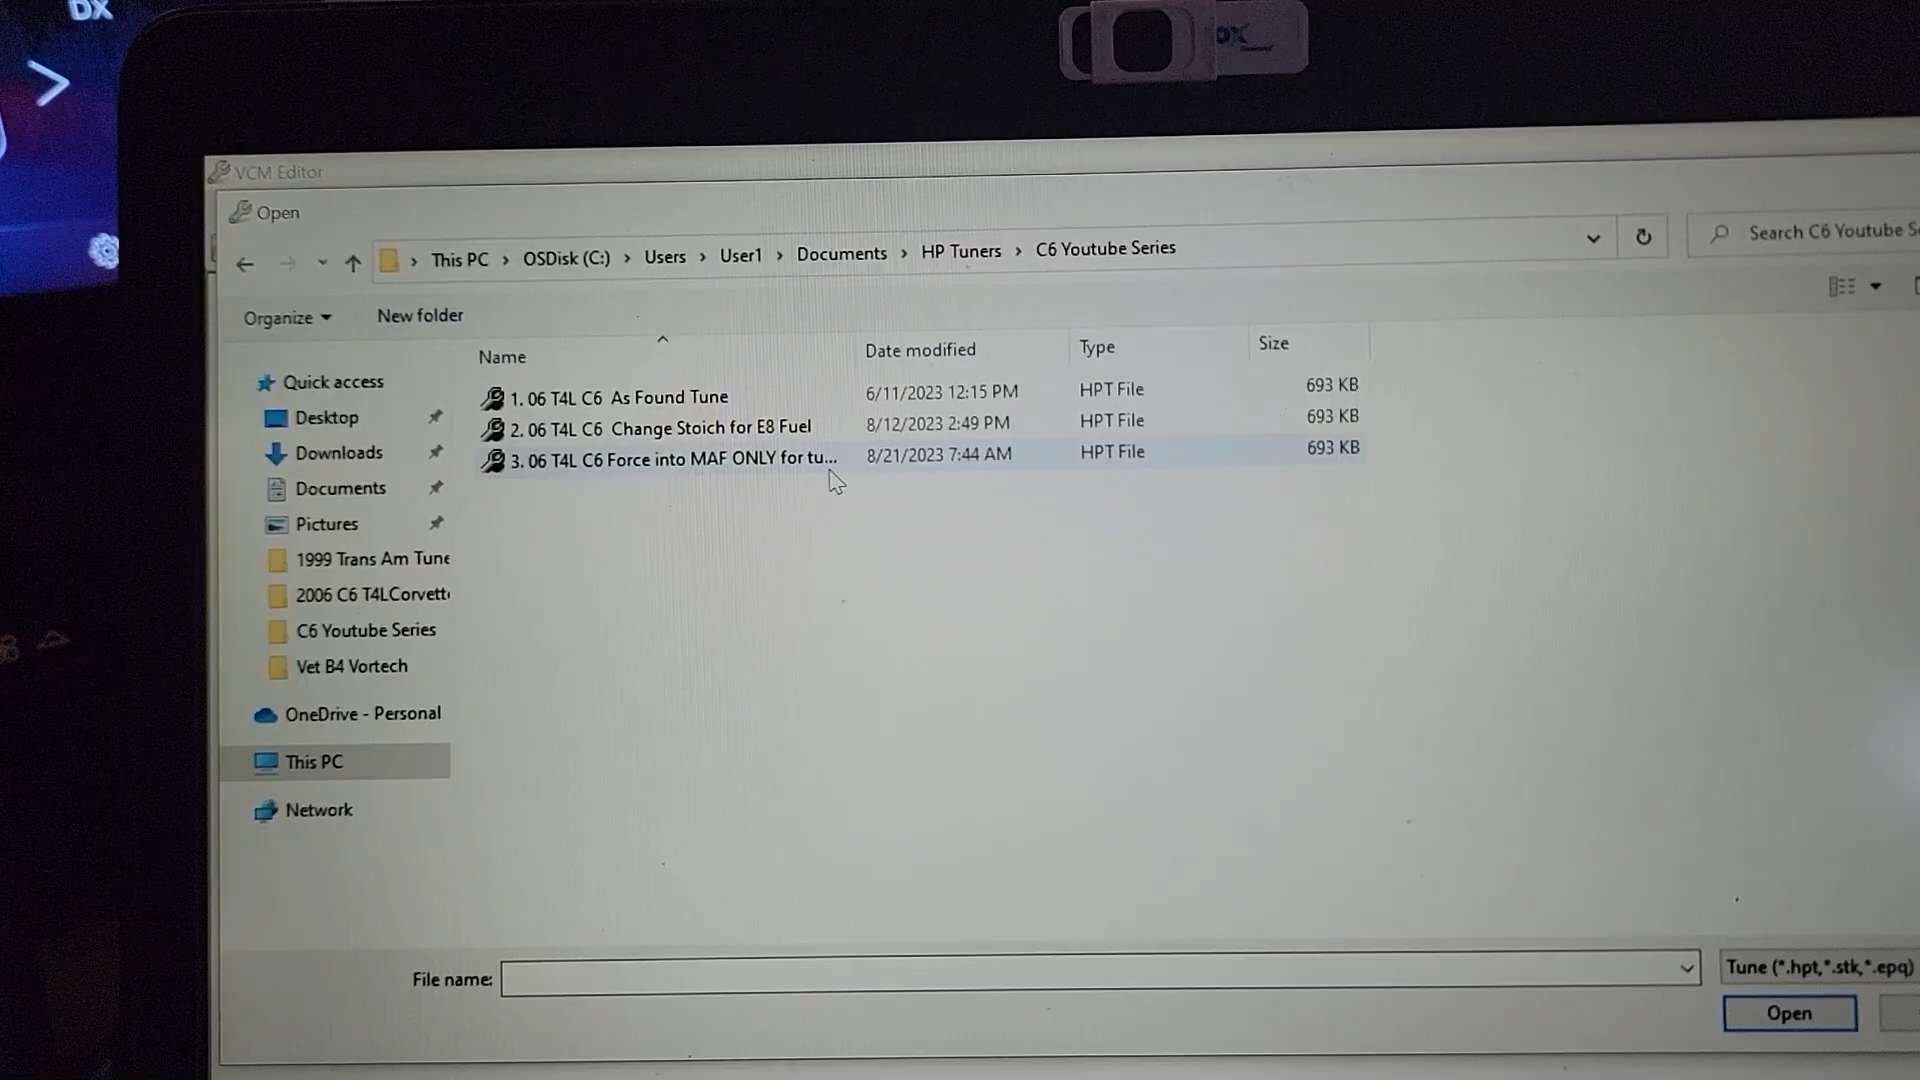 DX
DX
VCM Editor
Open
This PC > OSDisk (C:) > Users > User1 > Documents > HP Tuners > C6 Youtube Series
Search C6 Youtube S
Organize
New folder
Name
Date modified
Type
Size
Quick access
Desktop
Downloads
Documents
Pictures
1999 Trans Am Tune
2006 C6 T4LCorvett
C6 Youtube Series
Vet B4 Vortech
OneDrive - Personal
This PC
Network
1. 06 T4L C6 As Found Tune 6/11/2023 12:15 PM HPT File 693 KB
2. 06 T4L C6 Change Stoich for E8 Fuel 8/12/2023 2:49 PM HPT File 693 KB
3. 06 T4L C6 Force into MAF ONLY for tu... 8/21/2023 7:44 AM HPT File 693 KB
File name:
Tune (*.hpt,*.stk,*.epq)
Open